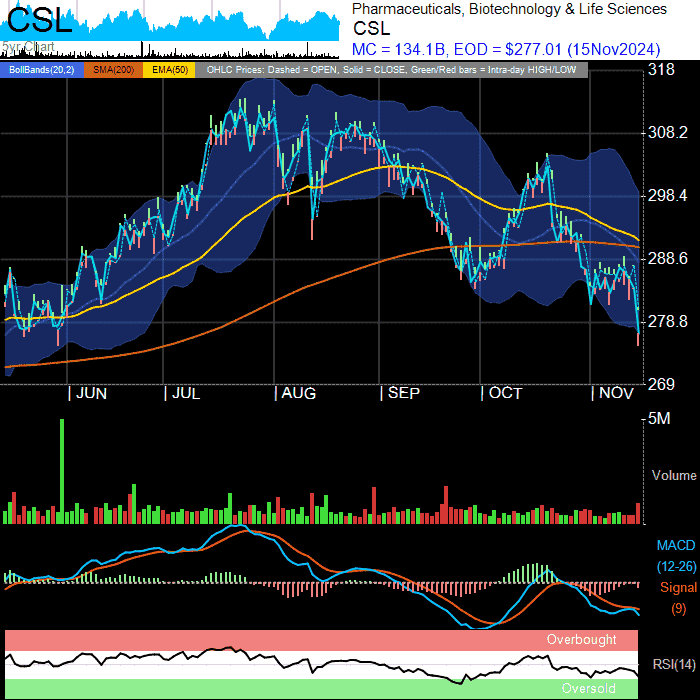 CSL
5yr Chart
Pharmaceuticals, Biotechnology & Life Sciences
CSL
MC = 134.1B, EOD = $277.01 (15Nov2024)
BollBands(20,2) SMA(200) EMA(50) OHLC Prices: Dashed = OPEN, Solid = CLOSE, Green/Red bars = Intra-day HIGH/LOW
318
308.2
298.4
288.6
278.8
269
| JUN | JUL | AUG | SEP | OCT | NOV
5M
Volume
MACD
(12-26)
Signal
(9)
Overbought
RSI(14)
Oversold